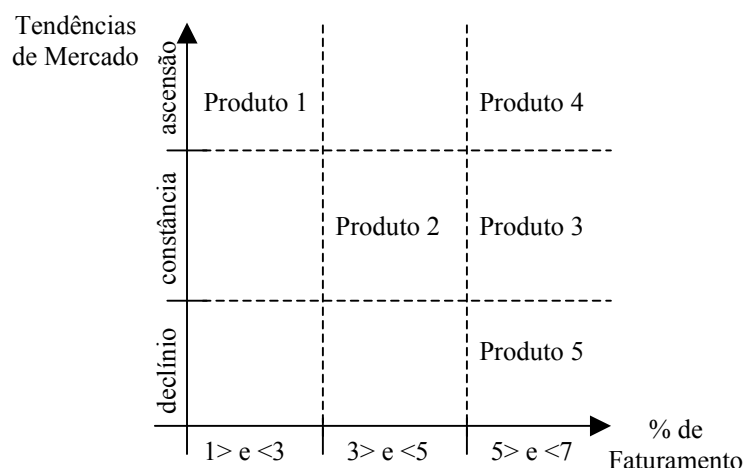 Tendências
de Mercado
ascensão
Produto 1
Produto 4
constância
Produto 2
Produto 3
declínio
Produto 5
1> e <3
3> e <5
5> e <7
% de
Faturamento